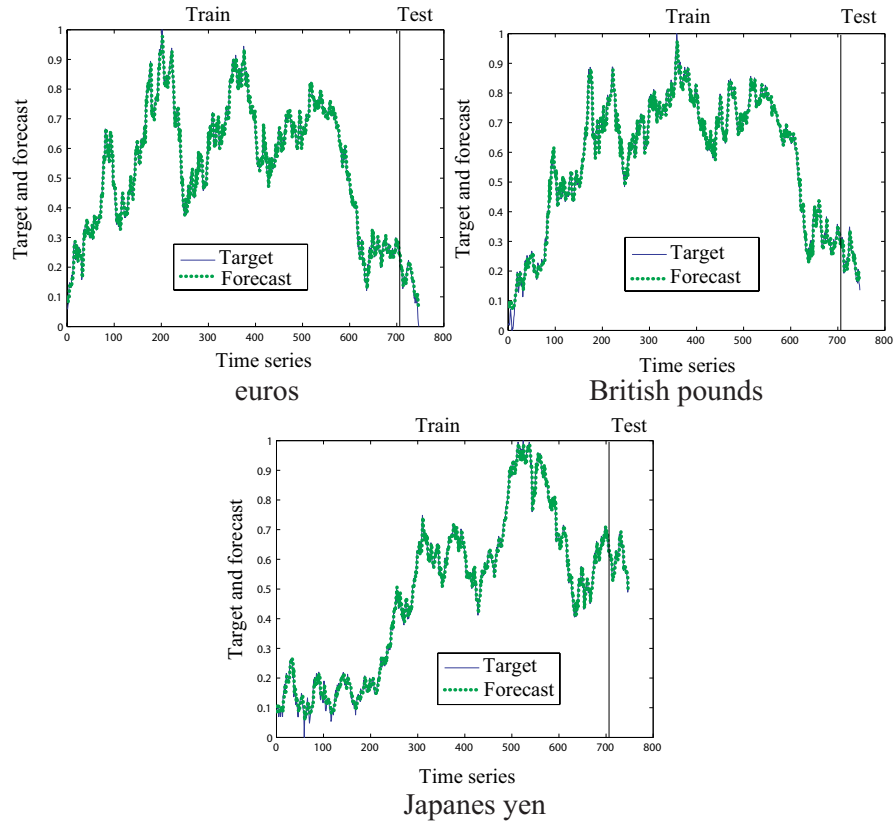 Train Test
1
0.9
0.8
0.7
0.6
0.5
0.4
0.3
0.2
0.1
0
Target and forecast
Target
Forecast
0 100 200 300 400 500 600 700 800
Time series
euros
Train Test
1
0.9
0.8
0.7
0.6
0.5
0.4
0.3
0.2
0.1
0
Target and forecast
Target
Forecast
0 100 200 300 400 500 600 700 800
Time series
British pounds
Train Test
1
0.9
0.8
0.7
0.6
0.5
0.4
0.3
0.2
0.1
0
Target and forecast
Target
Forecast
0 100 200 300 400 500 600 700 800
Time series
Japanes yen